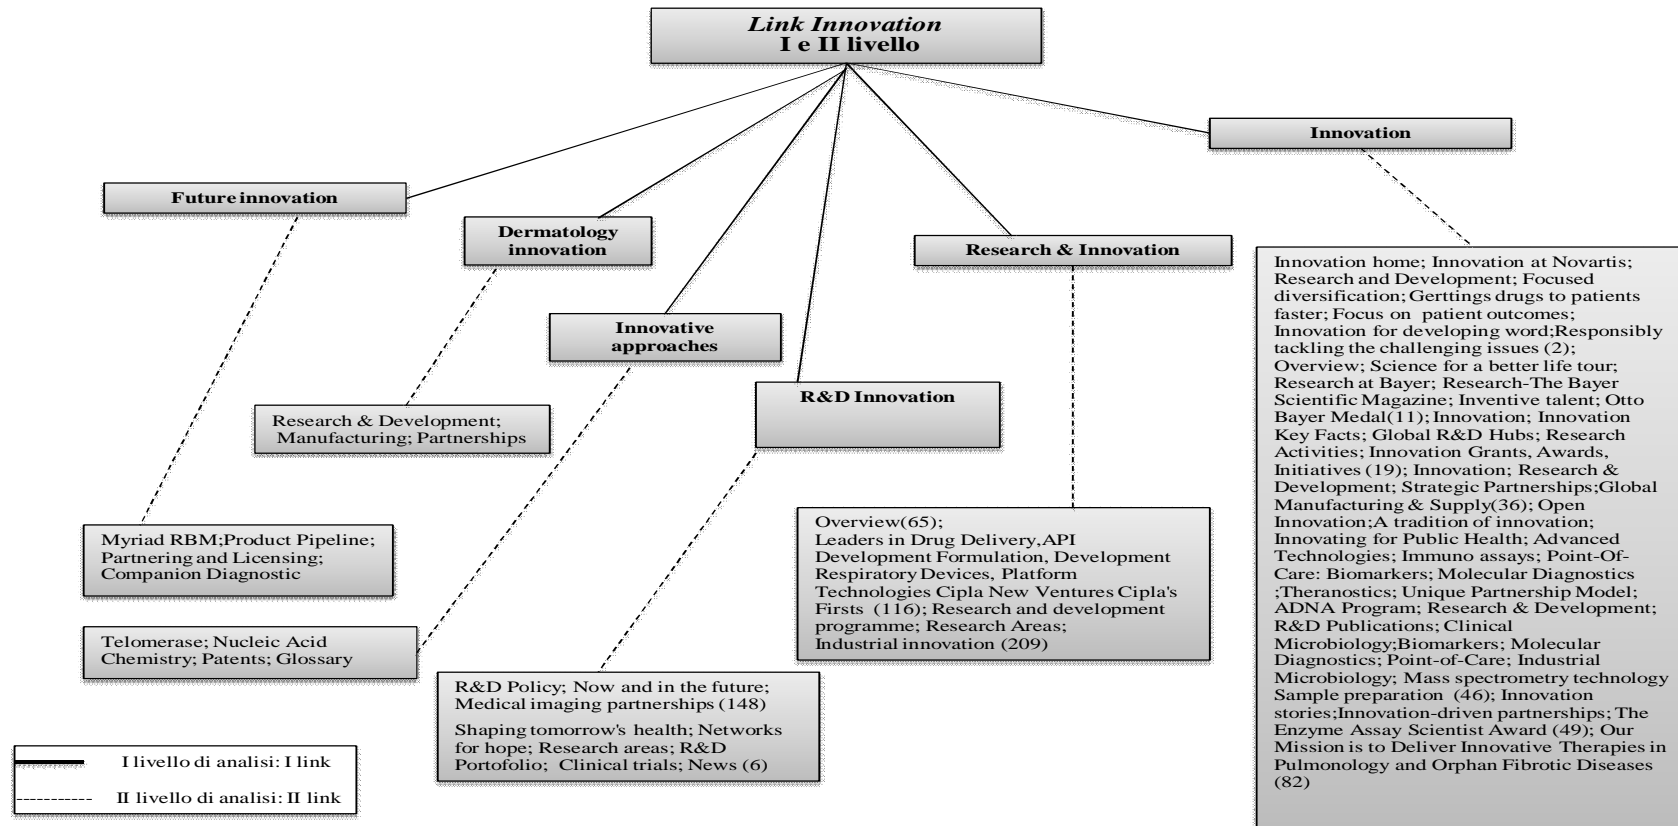 Link Innovation
I e II livello
Innovation
Future innovation
Dermatology
innovation
Research & Innovation
Innovative
approaches
R&D Innovation
Research & Development;
Manufacturing; Partnerships
Myriad RBM;Product Pipeline;
Partnering and Licensing;
Companion Diagnostic
Telomerase; Nucleic Acid
Chemistry; Patents; Glossary
R&D Policy; Now and in the future;
Medical imaging partnerships (148)
Shaping tomorrow's health; Networks
for hope; Research areas; R&D
Portofolio; Clinical trials; News (6)
Overview(65);
Leaders in Drug Delivery,API
Development Formulation, Development
Respiratory Devices, Platform
Technologies Cipla New Ventures Cipla's
Firsts (116); Research and development
programme; Research Areas;
Industrial innovation (209)
Innovation home; Innovation at Novartis;
Research and Development; Focused
diversification; Gerttings drugs to patients
faster; Focus on patient outcomes;
Innovation for developing word;Responsibly
tackling the challenging issues (2);
Overview; Science for a better life tour;
Research at Bayer; Research-The Bayer
Scientific Magazine; Inventive talent; Otto
Bayer Medal(11); Innovation; Innovation
Key Facts; Global R&D Hubs; Research
Activities; Innovation Grants, Awards,
Initiatives (19); Innovation; Research &
Development; Strategic Partnerships;Global
Manufacturing & Supply(36); Open
Innovation;A tradition of innovation;
Innovating for Public Health; Advanced
Technologies; Immuno assays; Point-Of-
Care: Biomarkers; Molecular Diagnostics
;Theranostics; Unique Partnership Model;
ADNA Program; Research & Development;
R&D Publications; Clinical
Microbiology;Biomarkers; Molecular
Diagnostics; Point-of-Care; Industrial
Microbiology; Mass spectrometry technology
Sample preparation (46); Innovation
stories;Innovation-driven partnerships; The
Enzyme Assay Scientist Award (49); Our
Mission is to Deliver Innovative Therapies in
Pulmonology and Orphan Fibrotic Diseases
(82)
I livello di analisi: I link
II livello di analisi: II link